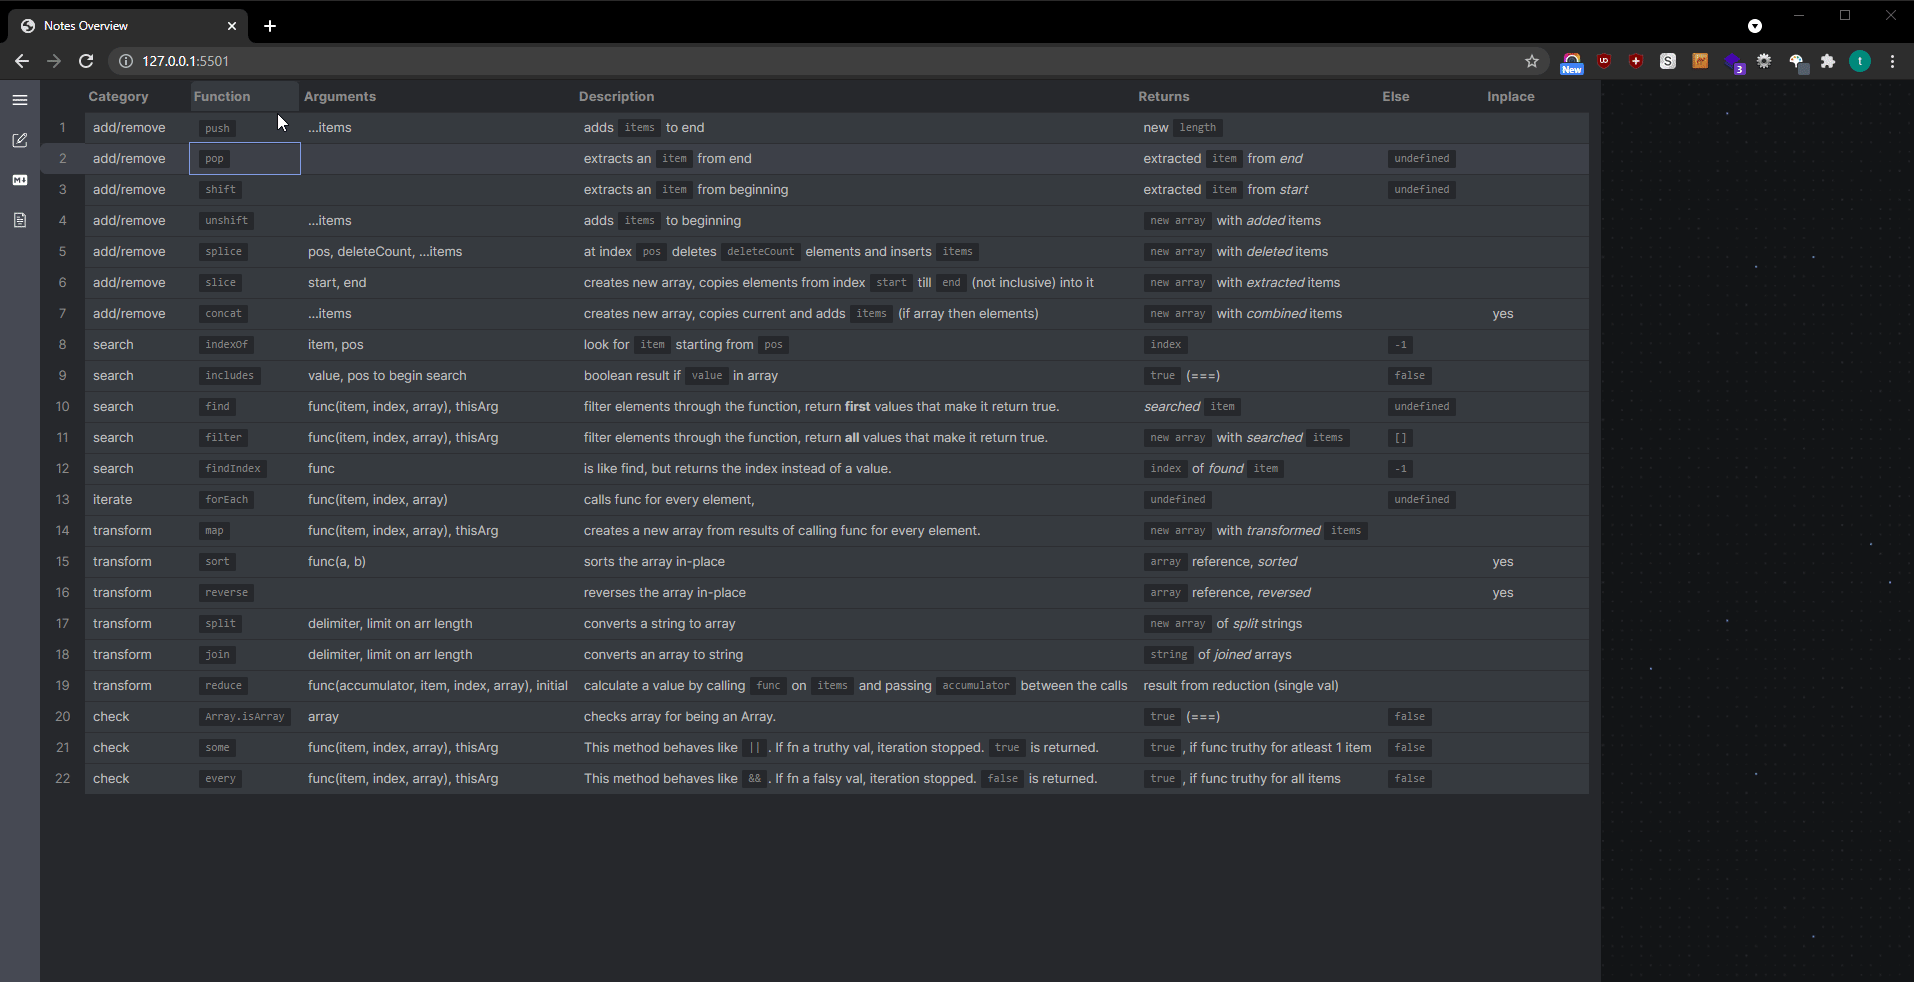 Notes Overview
127.0.0.1:5501
New
UD
S
3
t
Category Function Arguments Description Returns Else Inplace
1 add/remove push ...items adds items to end new length
2 add/remove pop extracts an item from end extracted item from end undefined
3 add/remove shift extracts an item from beginning extracted item from start undefined
4 add/remove unshift ...items adds items to beginning new array with added items
5 add/remove splice pos, deleteCount, ...items at index pos deletes deleteCount elements and inserts items new array with deleted items
6 add/remove slice start, end creates new array, copies elements from index start till end (not inclusive) into it new array with extracted items
7 add/remove concat ...items creates new array, copies current and adds items (if array then elements) new array with combined items yes
8 search indexOf item, pos look for item starting from pos index -1
9 search includes value, pos to begin search boolean result if value in array true (===) false
10 search find func(item, index, array), thisArg filter elements through the function, return first values that make it return true. searched item undefined
11 search filter func(item, index, array), thisArg filter elements through the function, return all values that make it return true. new array with searched items []
12 search findIndex func is like find, but returns the index instead of a value. index of found item -1
13 iterate forEach func(item, index, array) calls func for every element, undefined undefined
14 transform map func(item, index, array), thisArg creates a new array from results of calling func for every element. new array with transformed items
15 transform sort func(a, b) sorts the array in-place array reference, sorted yes
16 transform reverse reverses the array in-place array reference, reversed yes
17 transform split delimiter, limit on arr length converts a string to array new array of split strings
18 transform join delimiter, limit on arr length converts an array to string string of joined arrays
19 transform reduce func(accumulator, item, index, array), initial calculate a value by calling func on items and passing accumulator between the calls result from reduction (single val)
20 check Array.isArray array checks array for being an Array. true (===) false
21 check some func(item, index, array), thisArg This method behaves like || . If fn a truthy val, iteration stopped. true is returned. true , if func truthy for atleast 1 item false
22 check every func(item, index, array), thisArg This method behaves like && . If fn a falsy val, iteration stopped. false is returned. true , if func truthy for all items false